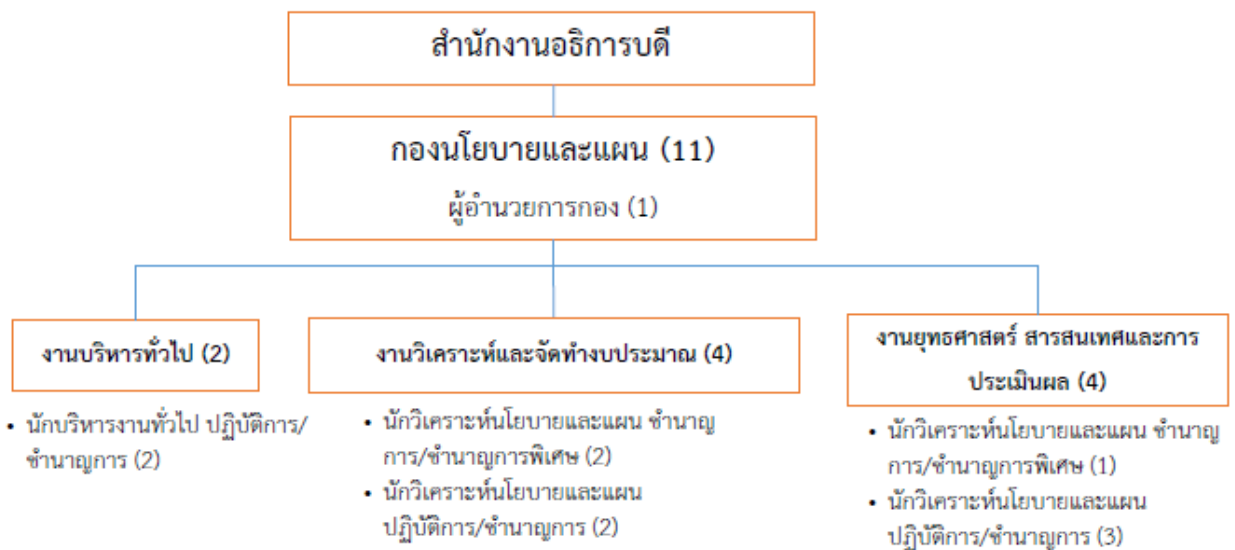 สำนักงานอธิการบดี
กองนโยบายและแผน (11)
ผู้อำนวยการกอง (1)
งานบริหารทั่วไป (2)
• นักบริหารงานทั่วไป ปฏิบัติการ/
ชำนาญการ (2)
งานวิเคราะห์และจัดทำงบประมาณ (4)
• นักวิเคราะห์นโยบายและแผน ชำนาญ
การ/ชำนาญการพิเศษ (2)
• นักวิเคราะห์นโยบายและแผน
ปฏิบัติการ/ชำนาญการ (2)
งานยุทธศาสตร์ สารสนเทศและการ
ประเมินผล (4)
• นักวิเคราะห์นโยบายและแผน ชำนาญ
การ/ชำนาญการพิเศษ (1)
• นักวิเคราะห์นโยบายและแผน
ปฏิบัติการ/ชำนาญการ (3)